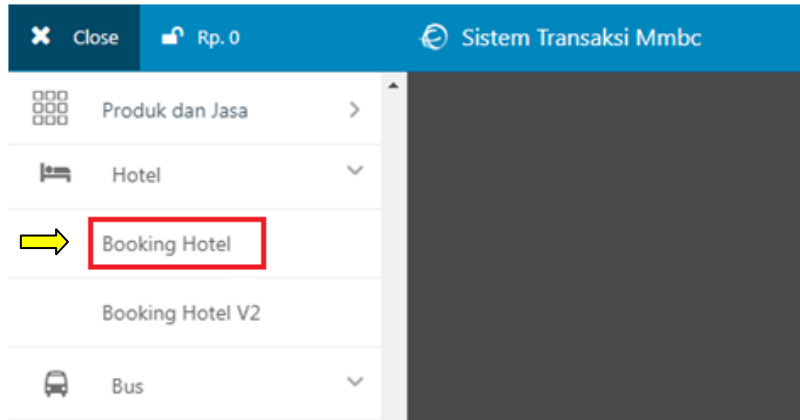 Close
Rp. 0
Sistem Transaksi Mmbc
Produk dan Jasa
Hotel
Booking Hotel
Booking Hotel V2
Bus